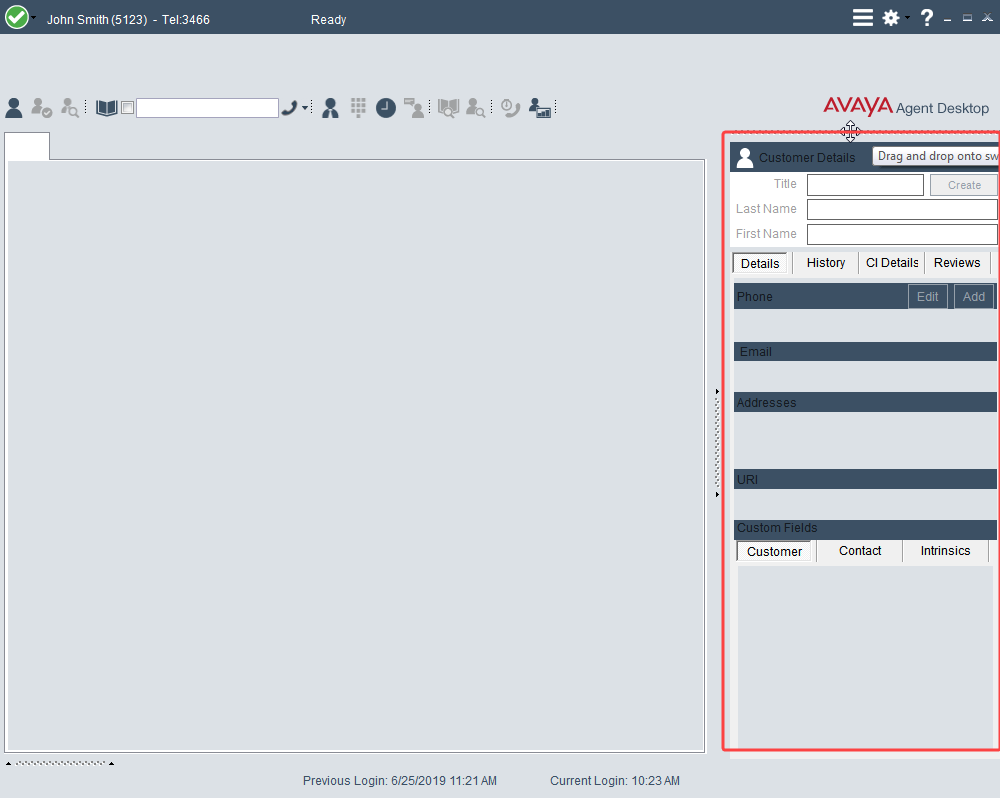 John Smith (5123) - Tel:3466
Ready
?
AVAYA Agent Desktop
Customer Details
Drag and drop onto sw
Title
Create
Last Name
First Name
Details
History
CI Details
Reviews
Phone
Edit
Add
Email
Addresses
URI
Custom Fields
Customer
Contact
Intrinsics
Previous Login: 6/25/2019 11:21 AM
Current Login: 10:23 AM